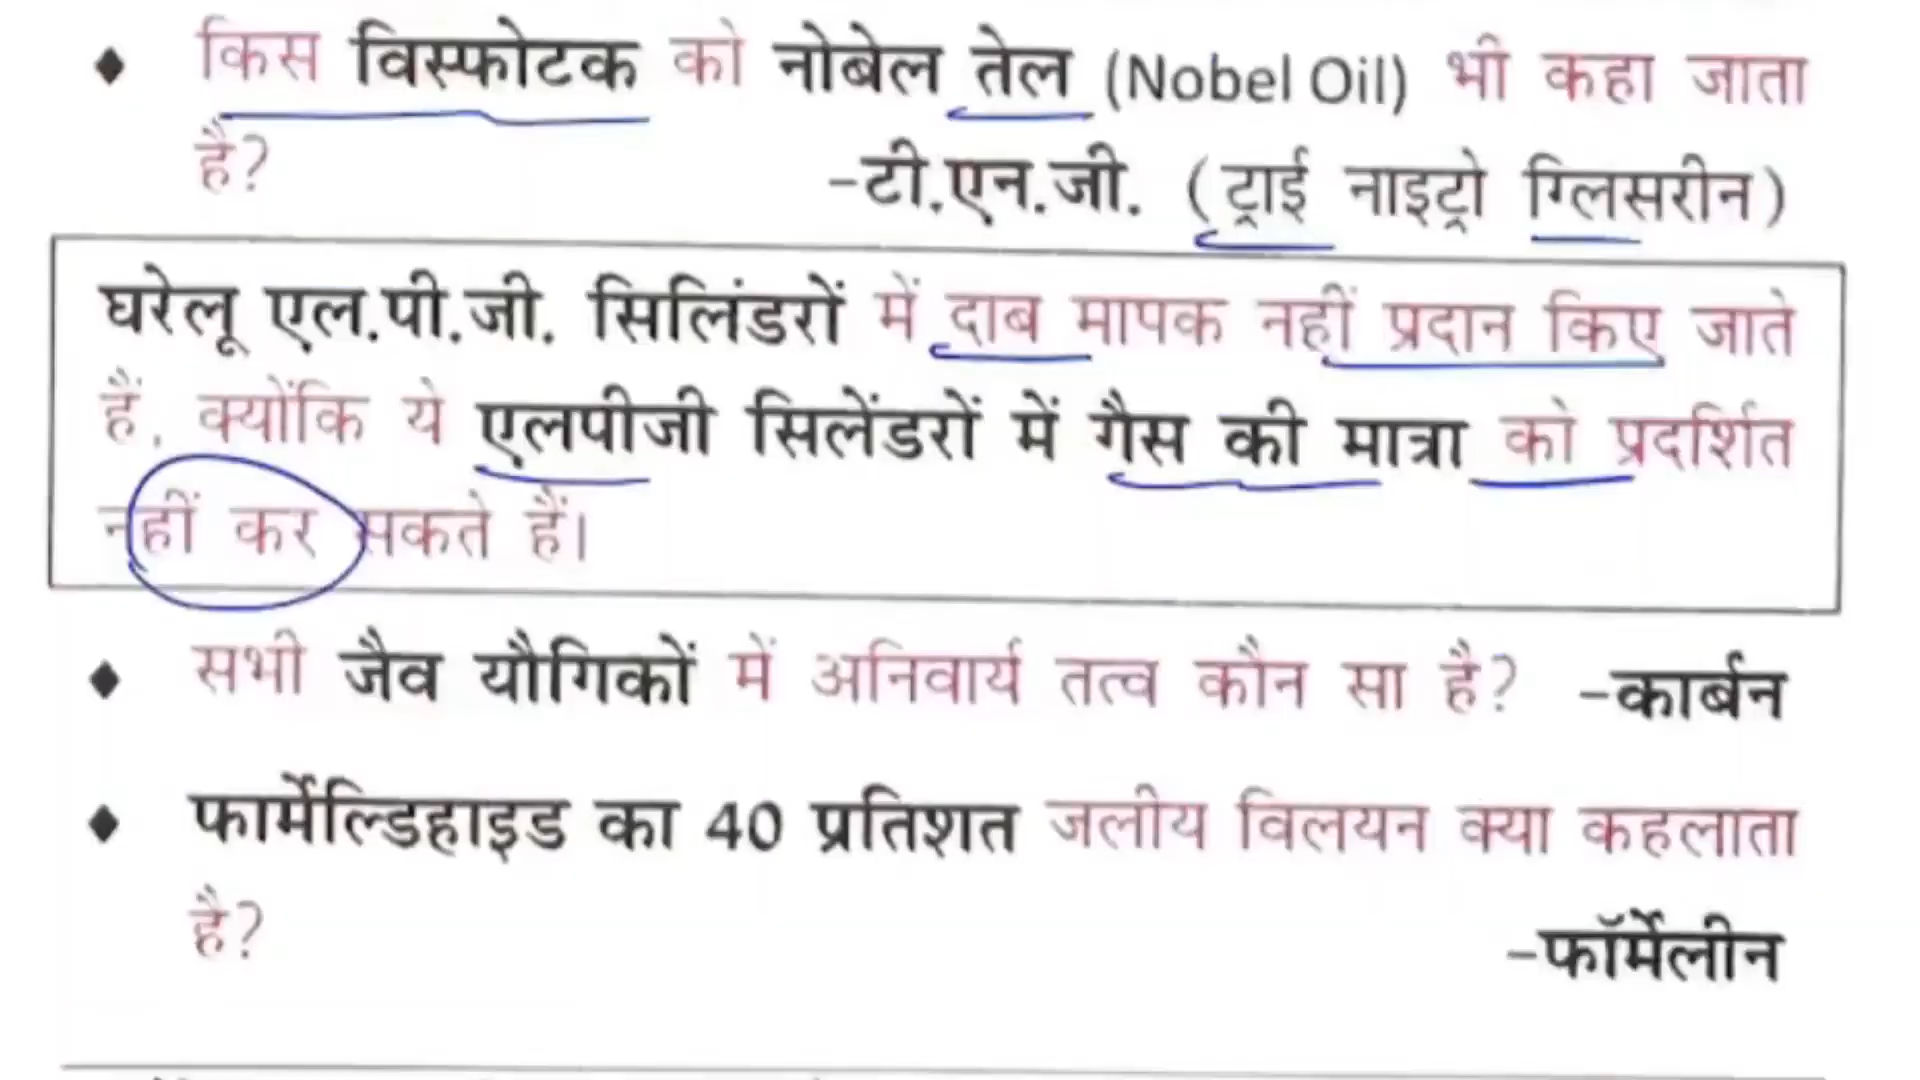 ♦ किस विस्फोटक को नोबेल तेल (Nobel Oil) भी कहा जाता
है? -टी.एन.जी. (ट्राई नाइट्रो ग्लिसरीन)
घरेलू एल.पी.जी. सिलिंडरों में दाब मापक नहीं प्रदान किए जाते
हैं, क्योंकि ये एलपीजी सिलेंडरों में गैस की मात्रा को प्रदर्शित
नहीं कर सकते हैं।
♦ सभी जैव यौगिकों में अनिवार्य तत्व कौन सा है? -कार्बन
♦ फार्मेल्डिहाइड का 40 प्रतिशत जलीय विलयन क्या कहलाता
है? -फॉर्मेलीन